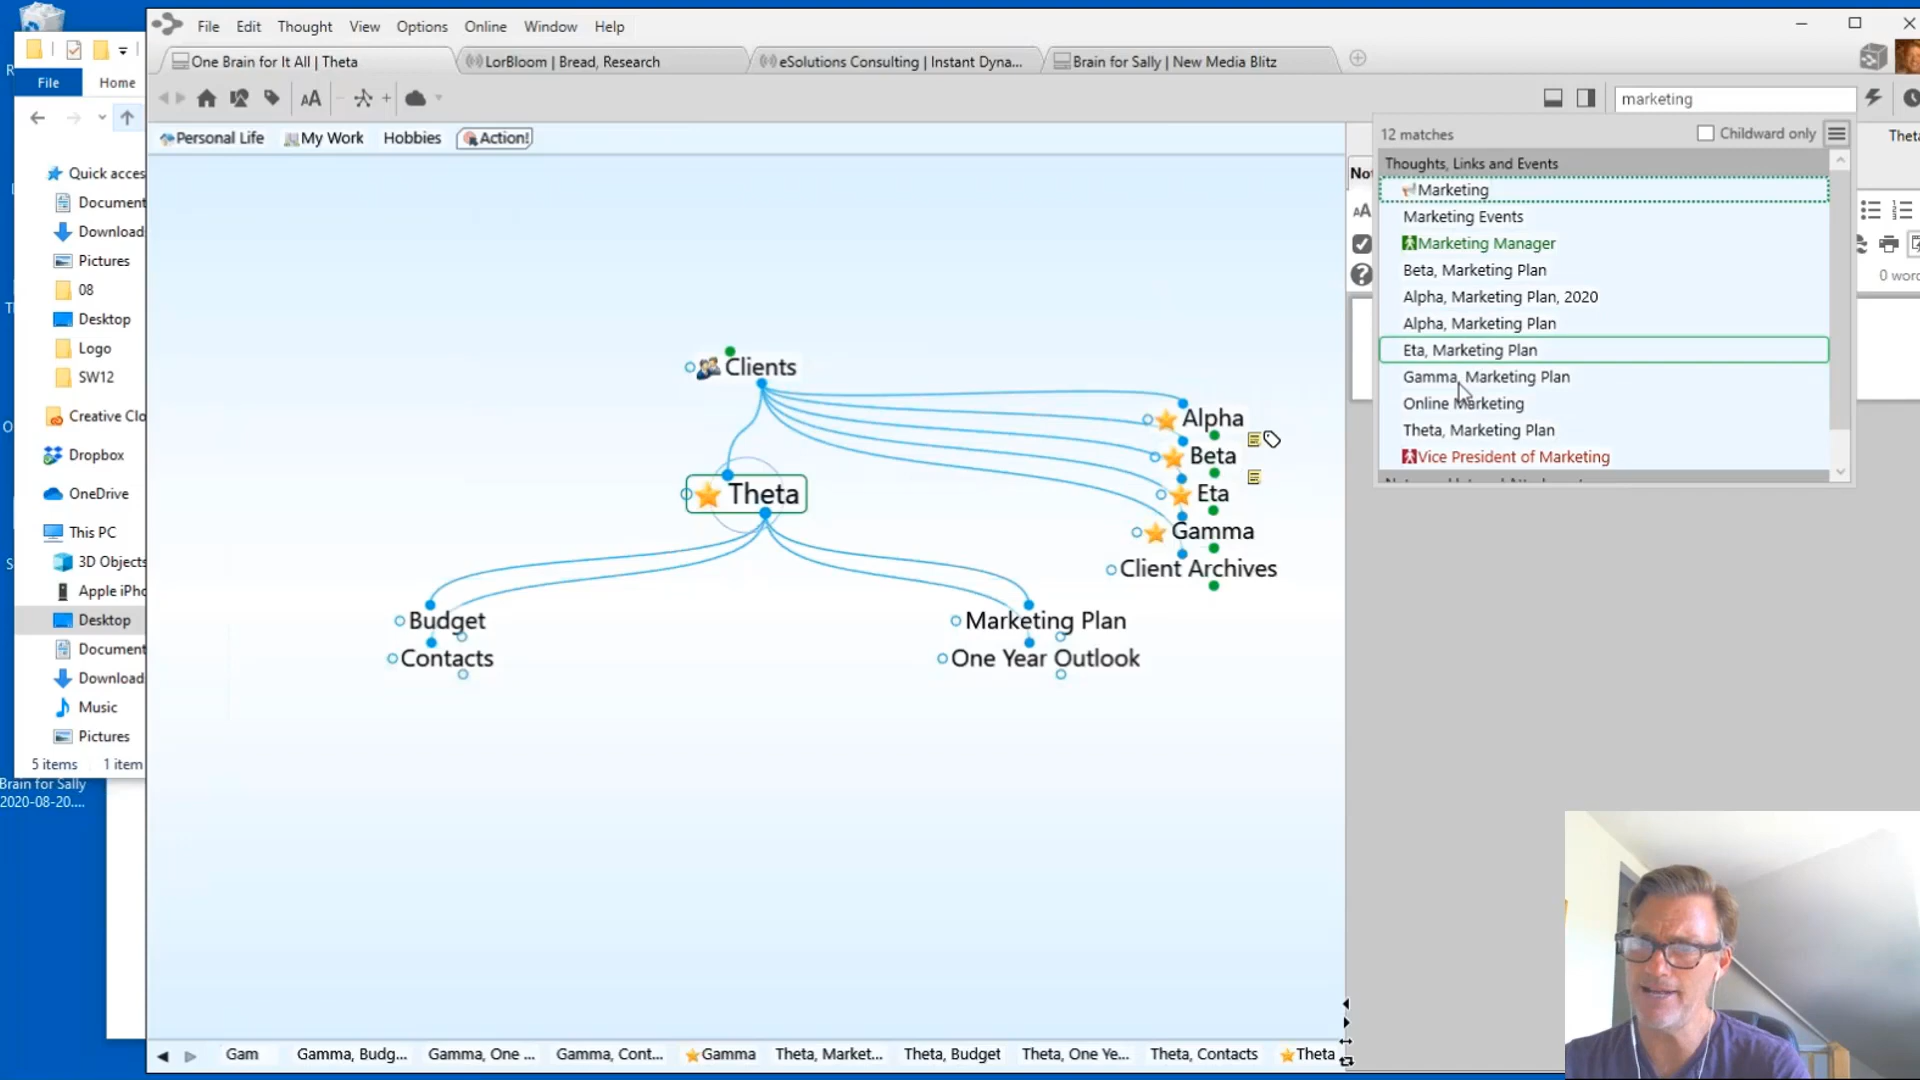 File Edit Thought View Options Online Window Help
One Brain for It All | Theta
LorBloom | Bread, Research
eSolutions Consulting | Instant Dyna...
Brain for Sally | New Media Blitz
File Home
AA
marketing
Personal Life My Work Hobbies Action!
12 matches Childward only
Thoughts, Links and Events
Marketing
Marketing Events
Marketing Manager
Beta, Marketing Plan
Alpha, Marketing Plan, 2020
Alpha, Marketing Plan
Eta, Marketing Plan
Gamma, Marketing Plan
Online Marketing
Theta, Marketing Plan
Vice President of Marketing
Theta
AA
0 word
Quick acces
Document
Download
Pictures
08
Desktop
Logo
SW12
Creative Clo
Dropbox
OneDrive
This PC
3D Objects
Apple iPho
Desktop
Document
Download
Music
Pictures
5 items 1 item
Brain for Sally
2020-08-20....
Clients
Theta
Alpha
Beta
Eta
Gamma
Client Archives
Budget
Contacts
Marketing Plan
One Year Outlook
Gam Gamma, Budg... Gamma, One ... Gamma, Cont... Gamma Theta, Market... Theta, Budget Theta, One Ye... Theta, Contacts Theta